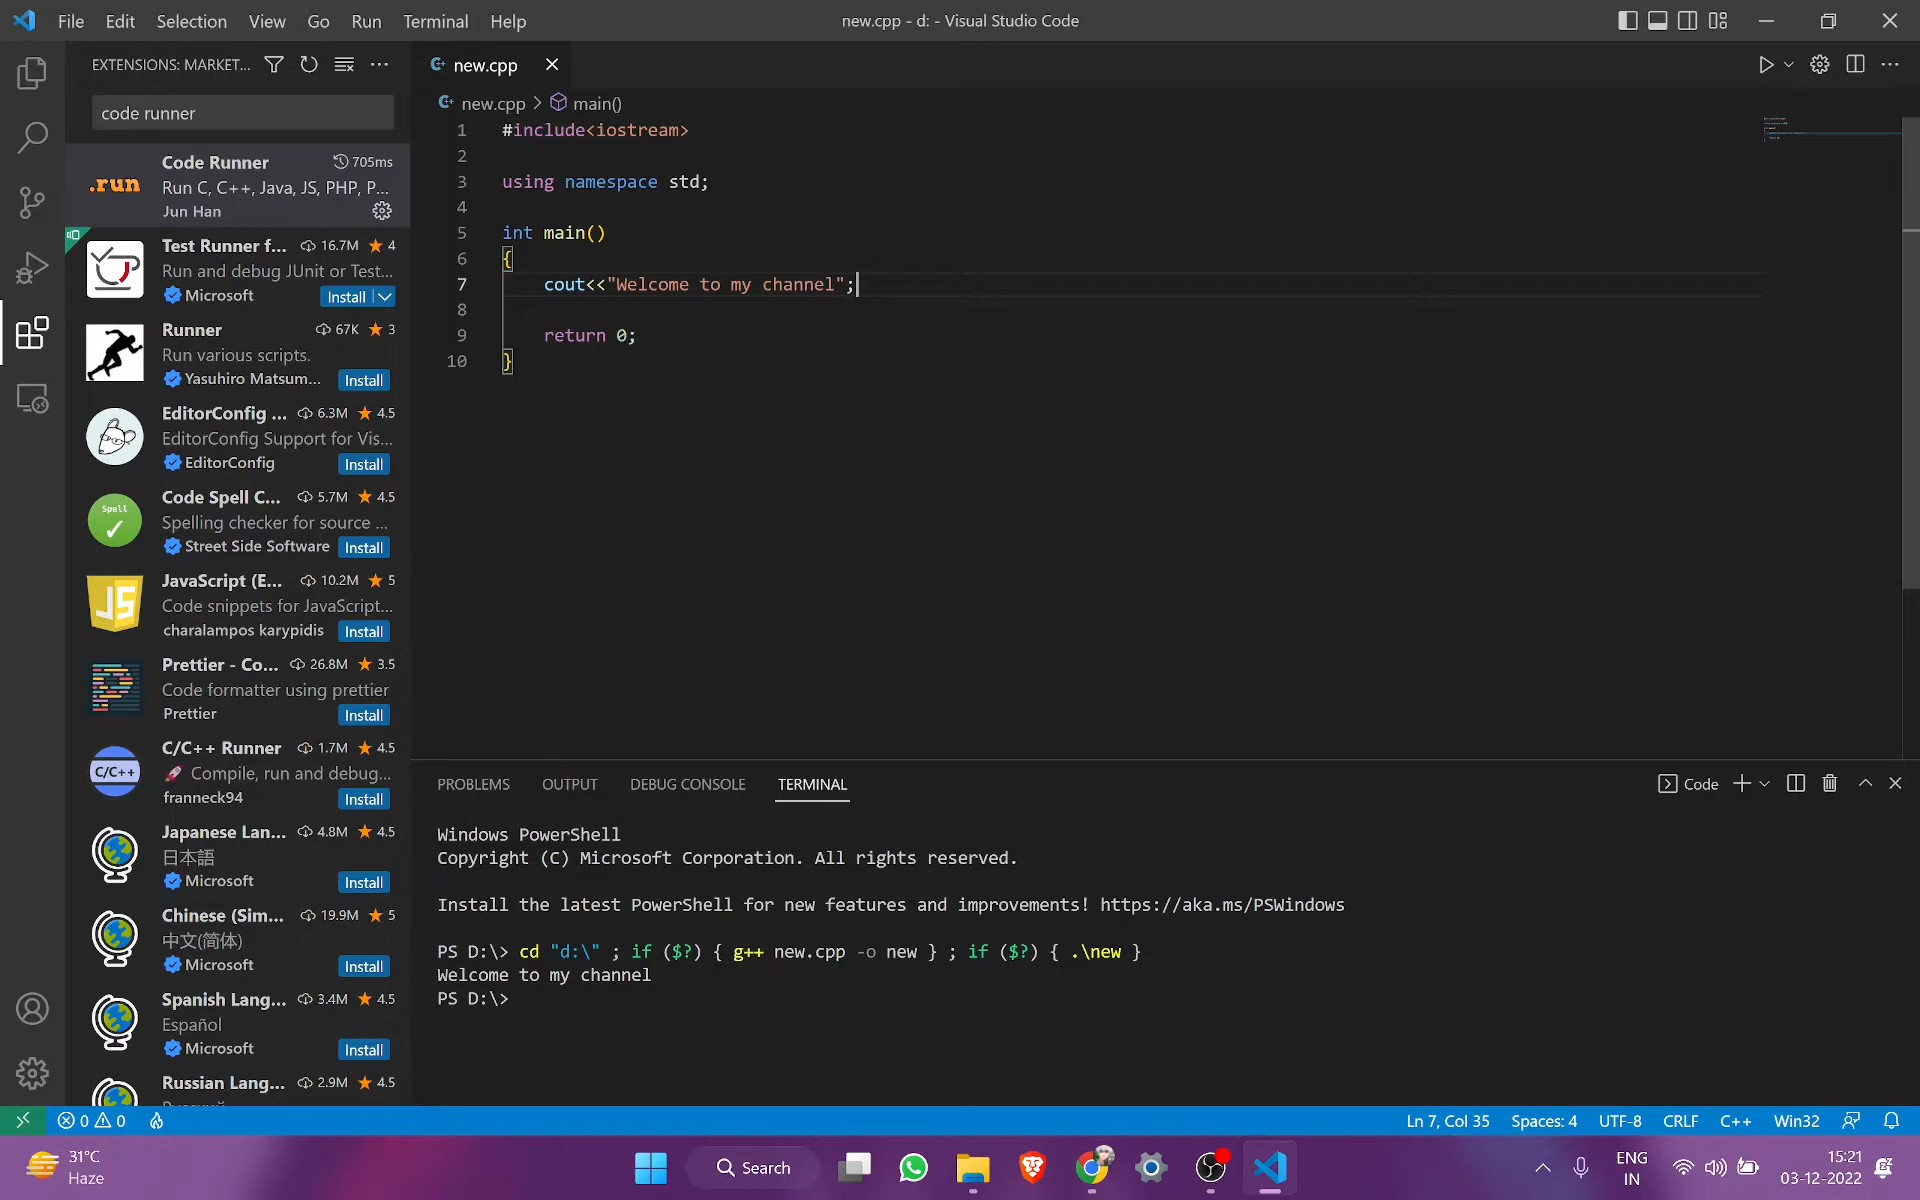 File Edit Selection View Go Run Terminal Help
new.cpp - d: - Visual Studio Code
EXTENSIONS: MARKET...
code runner
Code Runner 705ms
Run C, C++, Java, JS, PHP, P...
Jun Han
Test Runner f... 16.7M 4
Run and debug JUnit or Test...
Microsoft Install
Runner 67K 3
Run various scripts.
Yasuhiro Matsum... Install
EditorConfig ... 6.3M 4.5
EditorConfig Support for Vis...
EditorConfig Install
Code Spell C... 5.7M 4.5
Spelling checker for source ...
Street Side Software Install
JavaScript (E... 10.2M 5
Code snippets for JavaScript...
charalampos karypidis Install
Prettier - Co... 26.8M 3.5
Code formatter using prettier
Prettier Install
C/C++ Runner 1.7M 4.5
🚀 Compile, run and debug...
franneck94 Install
Japanese Lan... 4.8M 4.5
日本語
Microsoft Install
Chinese (Sim... 19.9M 5
中文(简体)
Microsoft Install
Spanish Lang... 3.4M 4.5
Español
Microsoft Install
Russian Lang... 2.9M 4.5
.run
Spell
JS
C/C++
new.cpp
new.cpp > main()
1 #include<iostream>
2
3 using namespace std;
4
5 int main()
6 {
7 cout<<"Welcome to my channel";
8
9 return 0;
10 }
PROBLEMS OUTPUT DEBUG CONSOLE TERMINAL
Code
Windows PowerShell
Copyright (C) Microsoft Corporation. All rights reserved.
Install the latest PowerShell for new features and improvements! https://aka.ms/PSWindows
PS D:\> cd "d:\" ; if ($?) { g++ new.cpp -o new } ; if ($?) { .\new }
Welcome to my channel
PS D:\>
0 0
Ln 7, Col 35 Spaces: 4 UTF-8 CRLF C++ Win32
31°C
Haze
Search
ENG
IN
15:21
03-12-2022